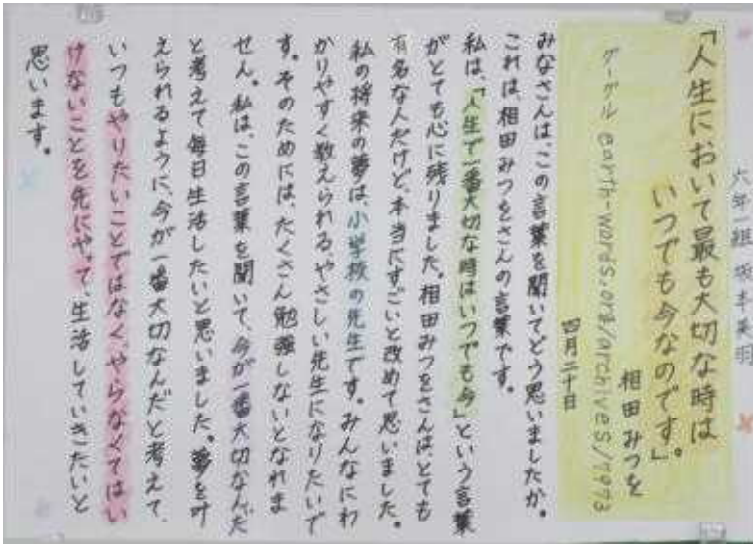 六年一組 坂本美羽
「人生において最も大切な時は
いつでも今なのです」。
相田みつを
グーグル earth-words.org/archives/7973
四月二十日
みなさんは、この言葉を聞いてどう思いましたか。
これは、相田みつをさんの言葉です。
私は、「人生で一番大切な時はいつでも今」という言葉
がとても心に残りました。相田みつをさんはとても
有名な人だけど、本当にすごいと改めて思いました。
私の将来の夢は、小学校の先生です。みんなにわ
かりやすく教えられる、やさしい先生になりたいで
す。そのためには、たくさん勉強しないとなれま
せん。私は、この言葉を聞いて、今が一番大切なんだ
と考えて毎日生活したいと思いました。夢を叶
えられるように、今が一番大切なんだと考えて、
いつもやりたいことではなく、やらなくてはい
けないことを先にやって、生活していきたいと
思います。